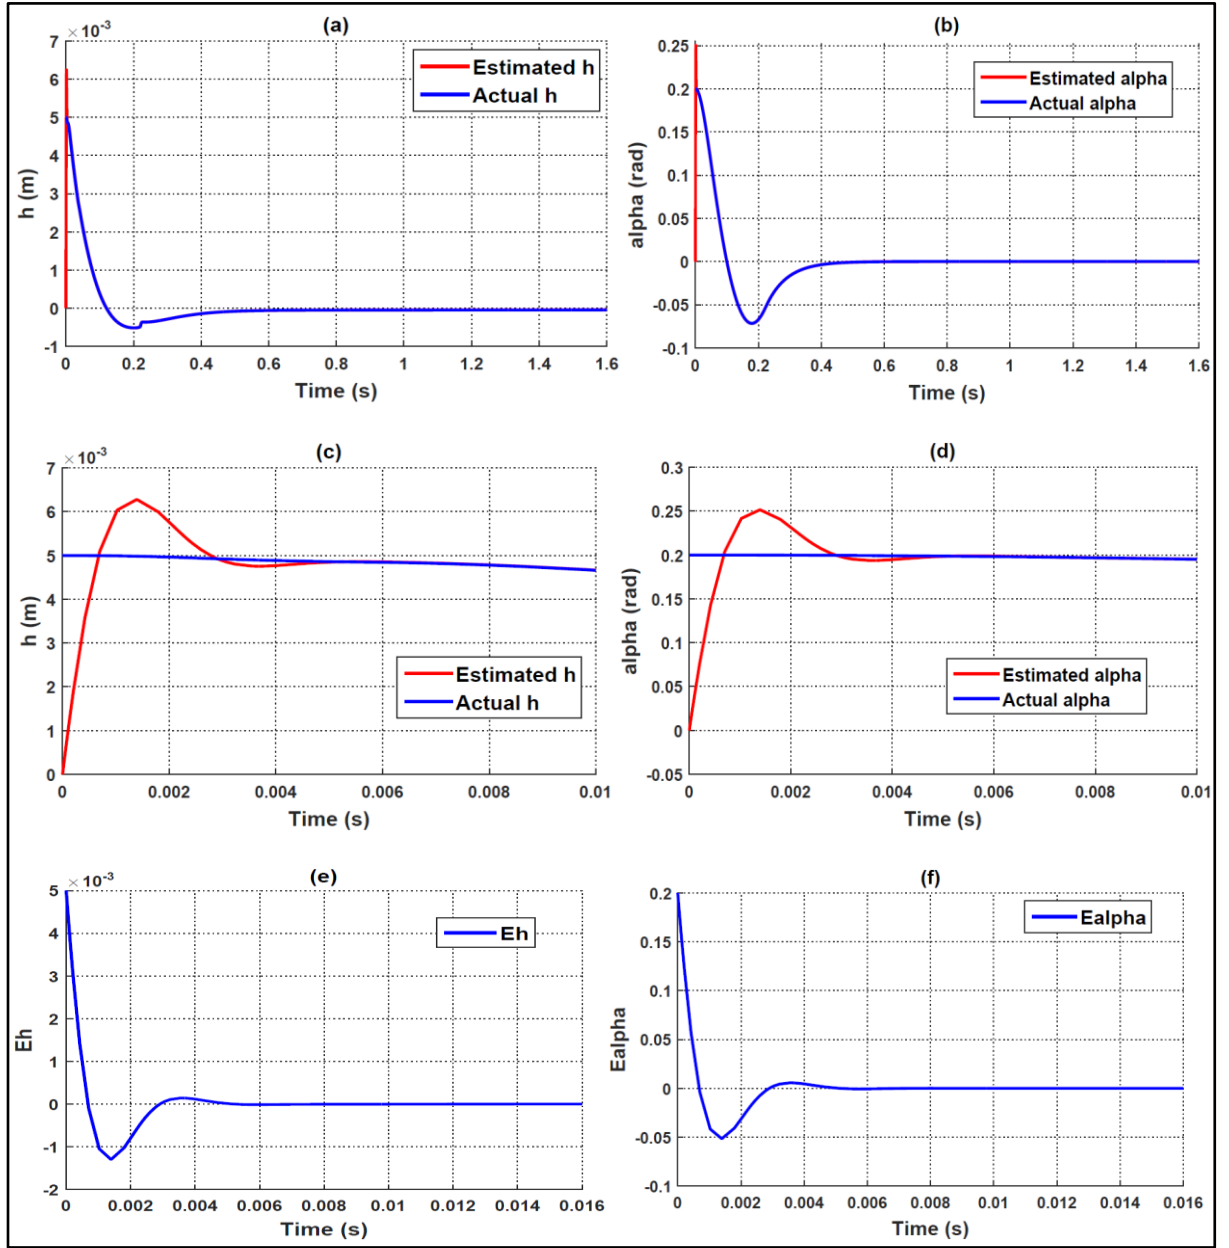 (a)
× 10⁻³
7
6
5
4
3
2
1
0
-1
h (m)
Estimated h
Actual h
0 0.2 0.4 0.6 0.8 1 1.2 1.4 1.6
Time (s)
(b)
0.25
0.2
0.15
0.1
0.05
0
-0.05
-0.1
alpha (rad)
Estimated alpha
Actual alpha
0 0.2 0.4 0.6 0.8 1 1.2 1.4 1.6
Time (s)
(c)
× 10⁻³
7
6
5
4
3
2
1
0
h (m)
Estimated h
Actual h
0 0.002 0.004 0.006 0.008 0.01
Time (s)
(d)
0.3
0.25
0.2
0.15
0.1
0.05
0
-0.05
alpha (rad)
Estimated alpha
Actual alpha
0 0.002 0.004 0.006 0.008 0.01
Time (s)
(e)
× 10⁻³
5
4
3
2
1
0
-1
-2
Eh
Eh
0 0.002 0.004 0.006 0.008 0.01 0.012 0.014 0.016
Time (s)
(f)
0.2
0.15
0.1
0.05
0
-0.05
-0.1
Ealpha
Ealpha
0 0.002 0.004 0.006 0.008 0.01 0.012 0.014 0.016
Time (s)